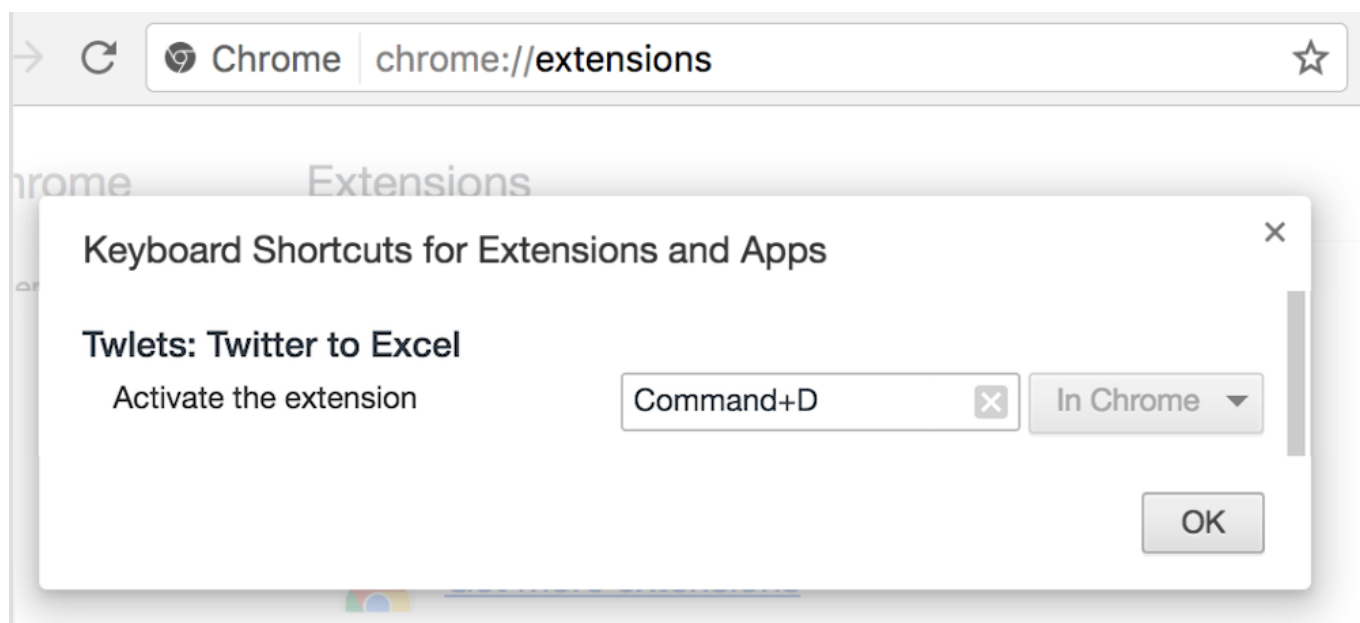 Chrome chrome://extensions
Extensions
Keyboard Shortcuts for Extensions and Apps
Twlets: Twitter to Excel
Activate the extension Command+D In Chrome
OK